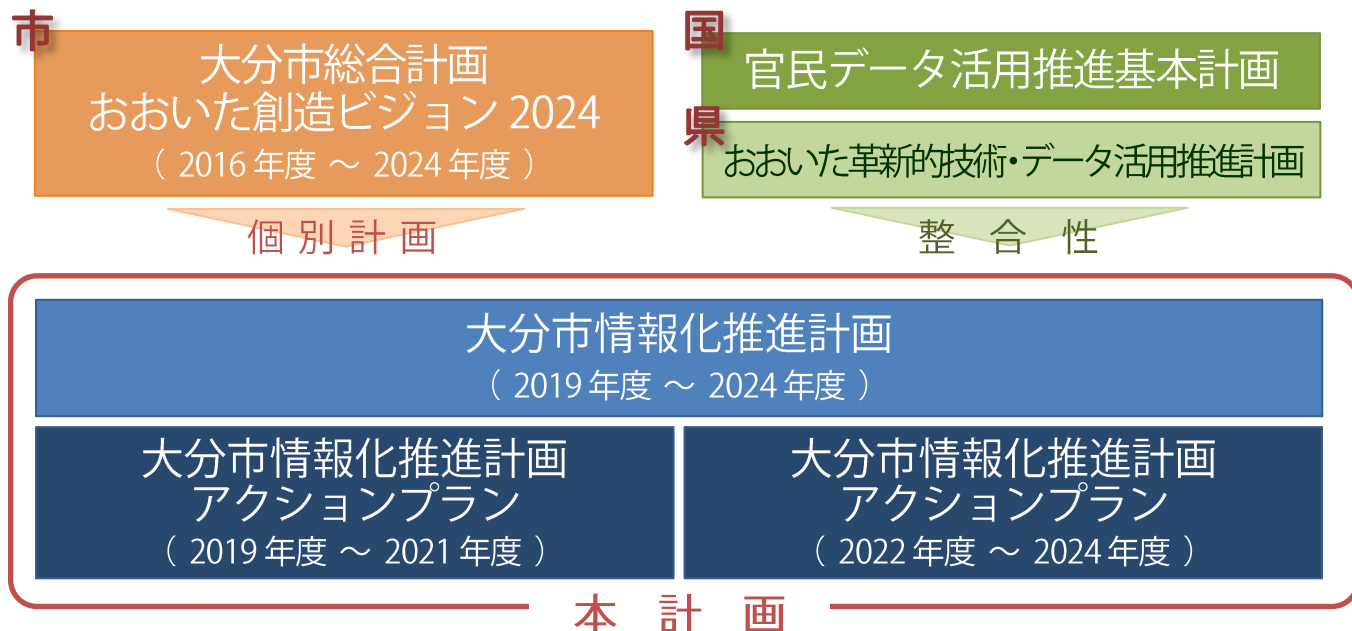 市
大分市総合計画
おおいた創造ビジョン 2024
（ 2016 年度 ～ 2024 年度 ）
国
官民データ活用推進基本計画
県
おおいた革新的技術・データ活用推進計画
個別計画
整合性
大分市情報化推進計画
（ 2019 年度 ～ 2024 年度 ）
大分市情報化推進計画
アクションプラン
（ 2019 年度 ～ 2021 年度 ）
大分市情報化推進計画
アクションプラン
（ 2022 年度 ～ 2024 年度 ）
本計画